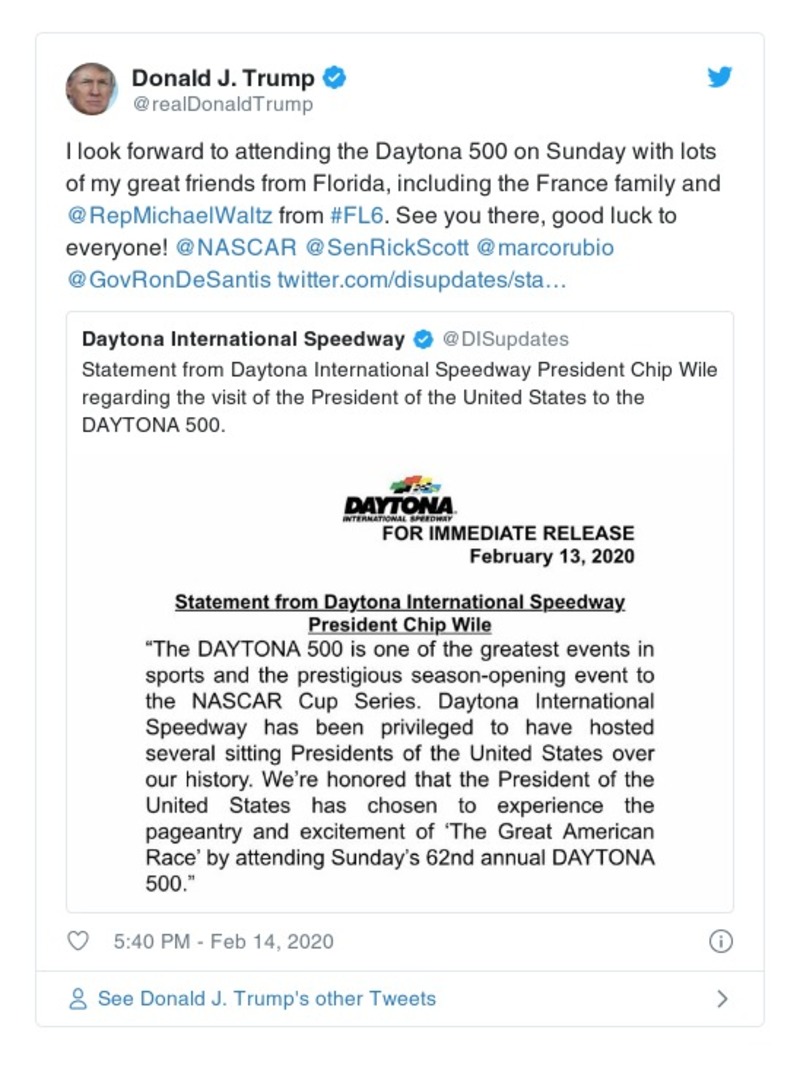 Donald J. Trump
@realDonaldTrump
I look forward to attending the Daytona 500 on Sunday with lots
of my great friends from Florida, including the France family and
@RepMichaelWaltz from #FL6. See you there, good luck to
everyone! @NASCAR @SenRickScott @marcorubio
@GovRonDeSantis twitter.com/disupdates/sta…
Daytona International Speedway @DISupdates
Statement from Daytona International Speedway President Chip Wile
regarding the visit of the President of the United States to the
DAYTONA 500.
DAYTONA
INTERNATIONAL SPEEDWAY
FOR IMMEDIATE RELEASE
February 13, 2020
Statement from Daytona International Speedway
President Chip Wile
“The DAYTONA 500 is one of the greatest events in
sports and the prestigious season-opening event to
the NASCAR Cup Series. Daytona International
Speedway has been privileged to have hosted
several sitting Presidents of the United States over
our history. We’re honored that the President of the
United States has chosen to experience the
pageantry and excitement of ‘The Great American
Race’ by attending Sunday’s 62nd annual DAYTONA
500.”
5:40 PM - Feb 14, 2020
See Donald J. Trump's other Tweets